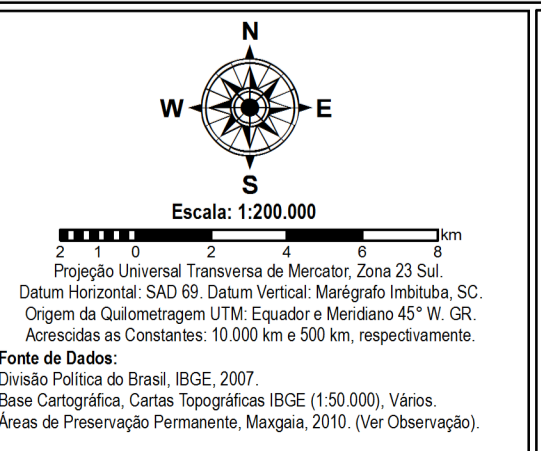 N
W E
S
Escala: 1:200.000
km
2 1 0 2 4 6 8
Projeção Universal Transversa de Mercator, Zona 23 Sul.
Datum Horizontal: SAD 69. Datum Vertical: Marégrafo Imbituba, SC.
Origem da Quilometragem UTM: Equador e Meridiano 45° W. GR.
Acrescidas as Constantes: 10.000 km e 500 km, respectivamente.
Fonte de Dados:
Divisão Política do Brasil, IBGE, 2007.
Base Cartográfica, Cartas Topográficas IBGE (1:50.000), Vários.
Áreas de Preservação Permanente, Maxgaia, 2010. (Ver Observação).